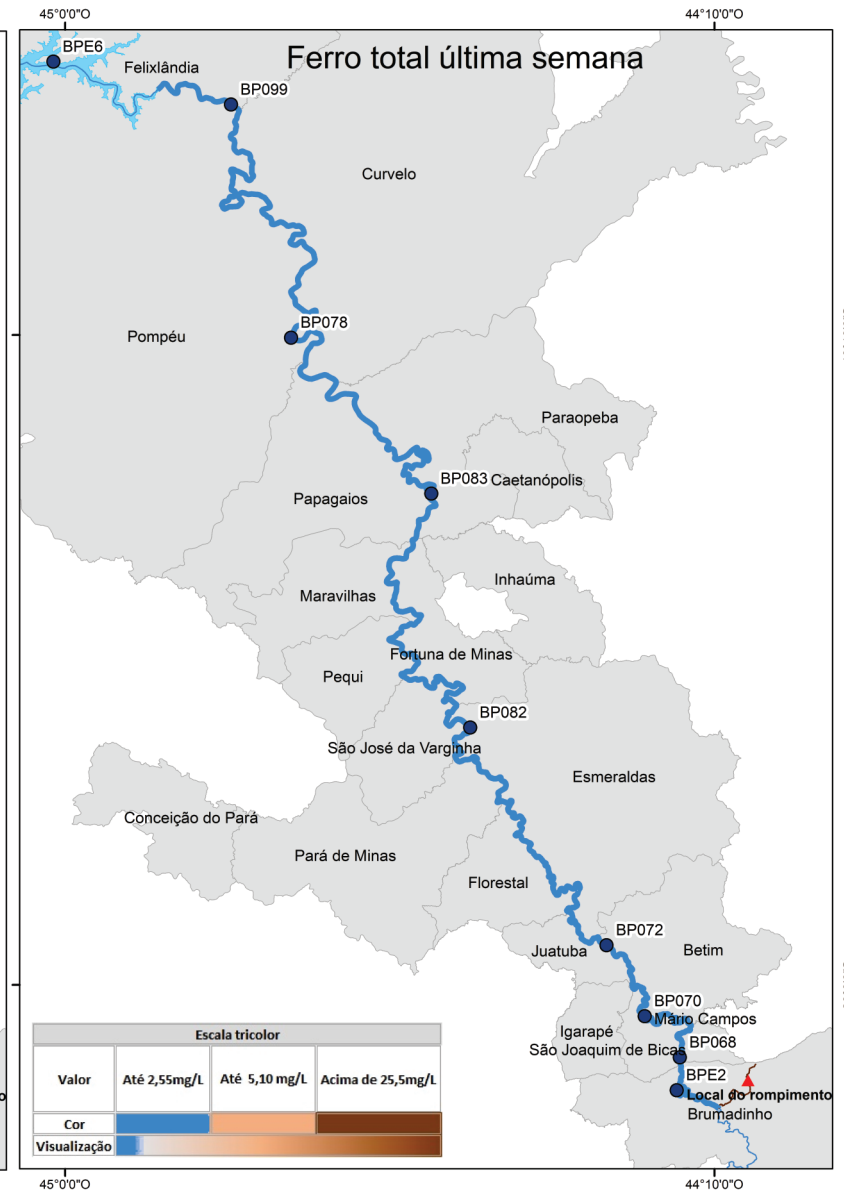 45°0'0"O
44°10'0"O
Ferro total última semana
BPE6
Felixlândia
BP099
Curvelo
BP078
Pompéu
Paraopeba
BP083
Caetanópolis
Papagaios
Inhaúma
Maravilhas
Fortuna de Minas
Pequi
BP082
São José da Varginha
Esmeraldas
Conceição do Pará
Pará de Minas
Florestal
BP072
Juatuba
Betim
BP070
Mário Campos
Igarapé
BP068
São Joaquim de Bicas
BPE2
Local do rompimento
Brumadinho
Escala tricolor
Valor
Até 2,55mg/L
Até 5,10 mg/L
Acima de 25,5mg/L
Cor
Visualização
45°0'0"O
44°10'0"O